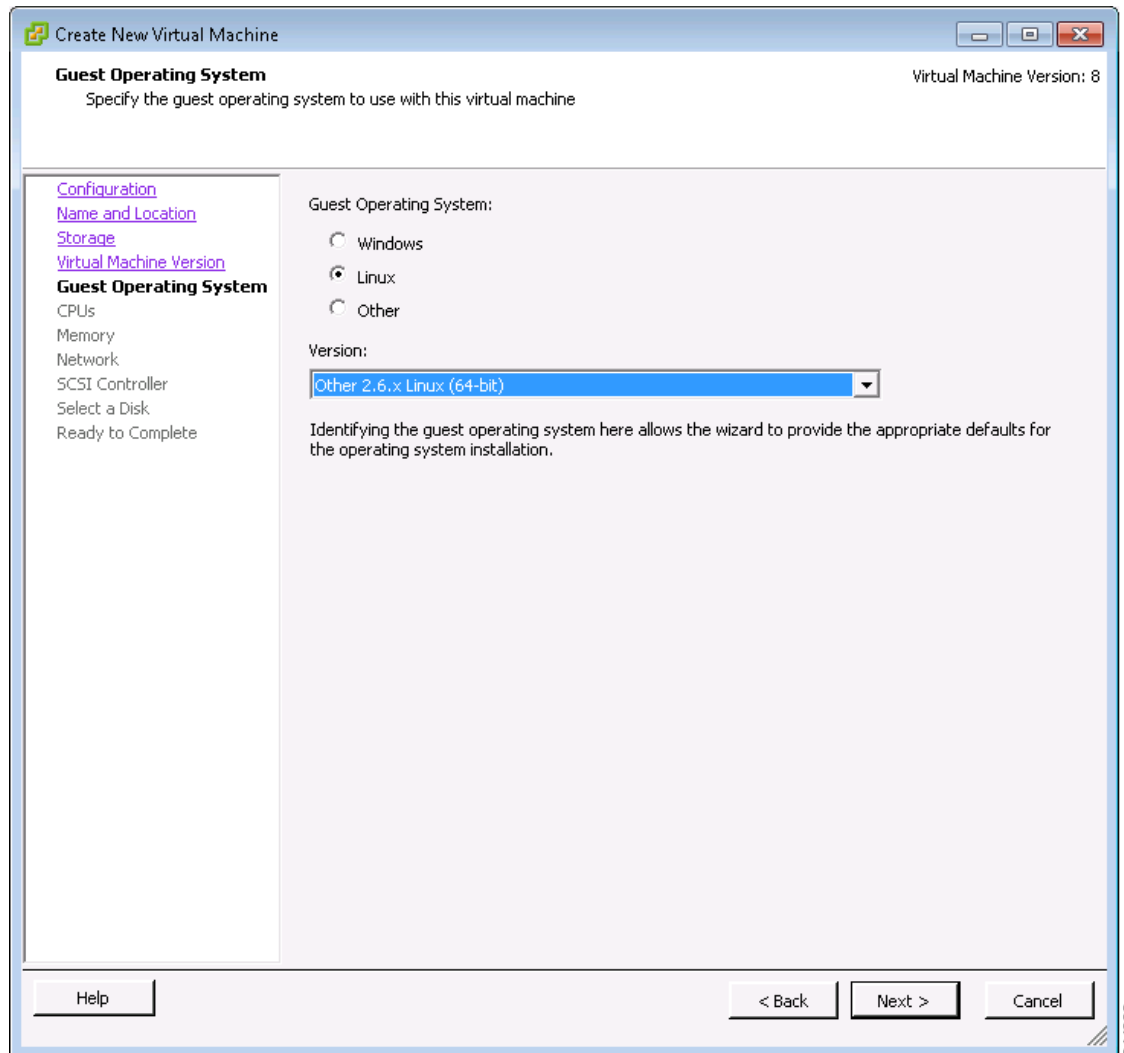 Create New Virtual Machine
Guest Operating System
Virtual Machine Version: 8
Specify the guest operating system to use with this virtual machine
Configuration
Name and Location
Storage
Virtual Machine Version
Guest Operating System
CPUs
Memory
Network
SCSI Controller
Select a Disk
Ready to Complete
Guest Operating System:
Windows
Linux
Other
Version:
Other 2.6.x Linux (64-bit)
Identifying the guest operating system here allows the wizard to provide the appropriate defaults for
the operating system installation.
Help
< Back
Next >
Cancel